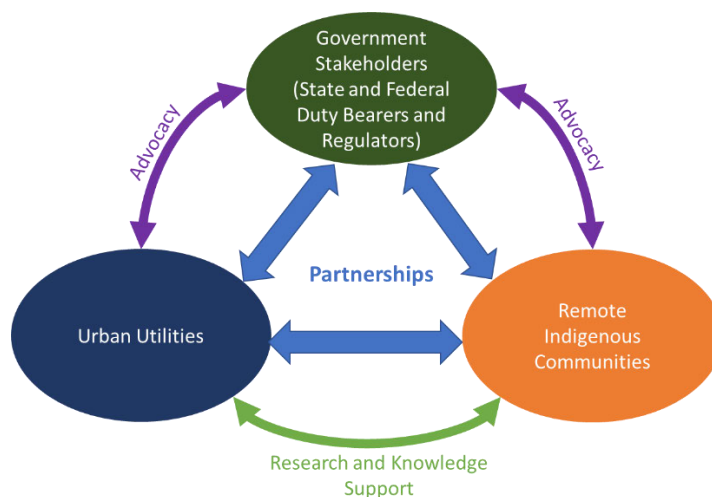 Government
Stakeholders
(State and Federal
Duty Bearers and
Regulators)
Advocacy
Advocacy
Partnerships
Urban Utilities
Remote
Indigenous
Communities
Research and Knowledge
Support